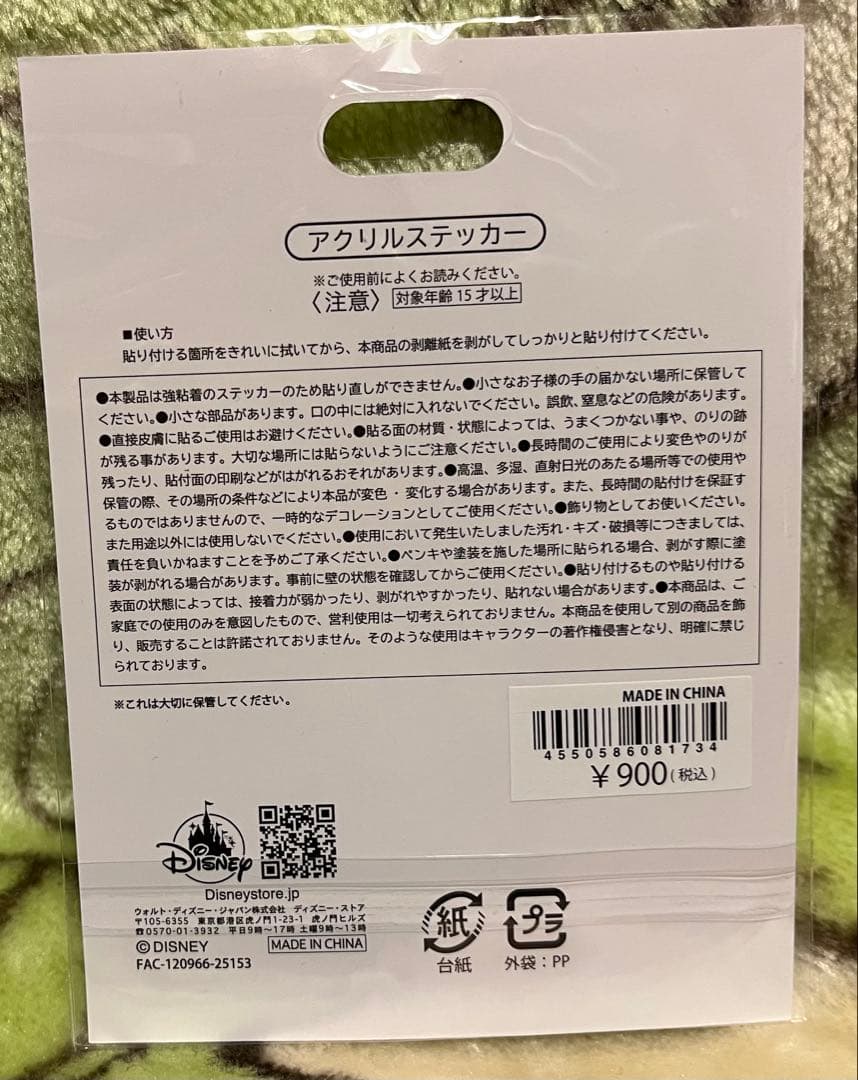 アクリルステッカー
※ご使用前によくお読みください。
〈注意〉 対象年齢15才以上
■使い方
貼り付ける箇所をきれいに拭いてから、本商品の剥離紙を剥がしてしっかりと貼り付けてください。
●本製品は強粘着のステッカーのため貼り直しができません。●小さなお子様の手の届かない場所に保管して
ください。●小さな部品があります。口の中には絶対に入れないでください。誤飲、窒息などの危険があります。
●直接皮膚に貼るご使用はお避けください。●貼る面の材質・状態によっては、うまくつかない事や、のりの跡
が残る事があります。大切な場所には貼らないようにご注意ください。●長時間のご使用により変色やのりが
残ったり、貼付面の印刷などがはがれるおそれがあります。●高温、多湿、直射日光のあたる場所等での使用や
保管の際、その場所の条件などにより本品が変色・変化する場合があります。また、長時間の貼付けを保証す
るものではありませんので、一時的なデコレーションとしてご使用ください。●飾り物としてお使いください。
また用途以外には使用しないでください。●使用において発生いたしました汚れ・キズ・破損等につきましては、
責任を負いかねますことを予めご了承ください。●ペンキや塗装を施した場所に貼られる場合、剥がす際に塗
装が剥がれる場合があります。事前に壁の状態を確認してからご使用ください。●貼り付けるものや貼り付ける
表面の状態によっては、接着力が弱かったり、剥がれやすかったり、貼れない場合があります。●本商品は、ご
家庭での使用のみを意図したもので、営利使用は一切考えられておりません。本商品を使用して別の商品を飾
り、販売することは許諾されておりません。そのような使用はキャラクターの著作権侵害となり、明確に禁じ
られております。
※これは大切に保管してください。
MADE IN CHINA
4550586081734
￥900(税込)
DISNEY
Disneystore.jp
ウォルト・ディズニー・ジャパン株式会社 ディズニー・ストア
〒105-6355 東京都港区虎ノ門1-23-1 虎ノ門ヒルズ
☎0570-01-3932 平日9時〜17時 土曜9時〜13時
©DISNEY MADE IN CHINA
FAC-120966-25153
紙
台紙
プラ
外袋：PP